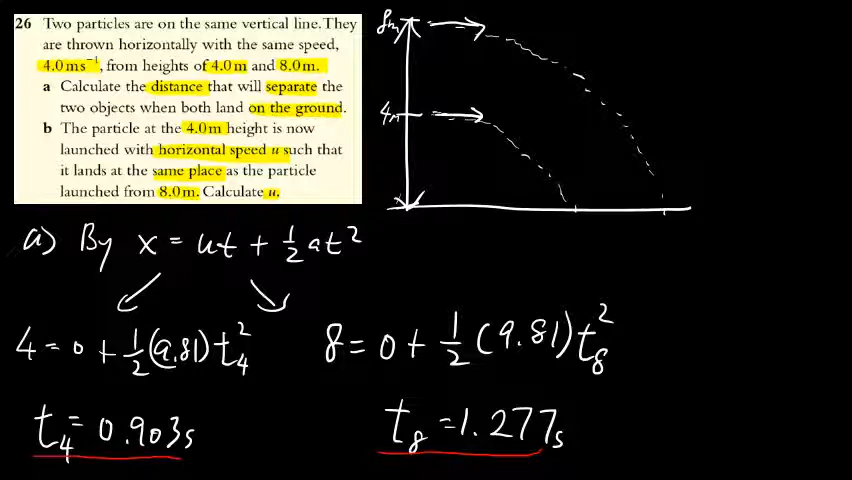 26 Two particles are on the same vertical line. They
are thrown horizontally with the same speed,
4.0 m s⁻¹, from heights of 4.0 m and 8.0 m.
a Calculate the distance that will separate the
two objects when both land on the ground.
b The particle at the 4.0 m height is now
launched with horizontal speed u such that
it lands at the same place as the particle
launched from 8.0 m. Calculate u.
8m
4m
a) By x = ut + 1/2 at²
4 = 0 + 1/2 (9.81) t₄²
8 = 0 + 1/2 (9.81) t₈²
t₄ = 0.903s
t₈ = 1.277s